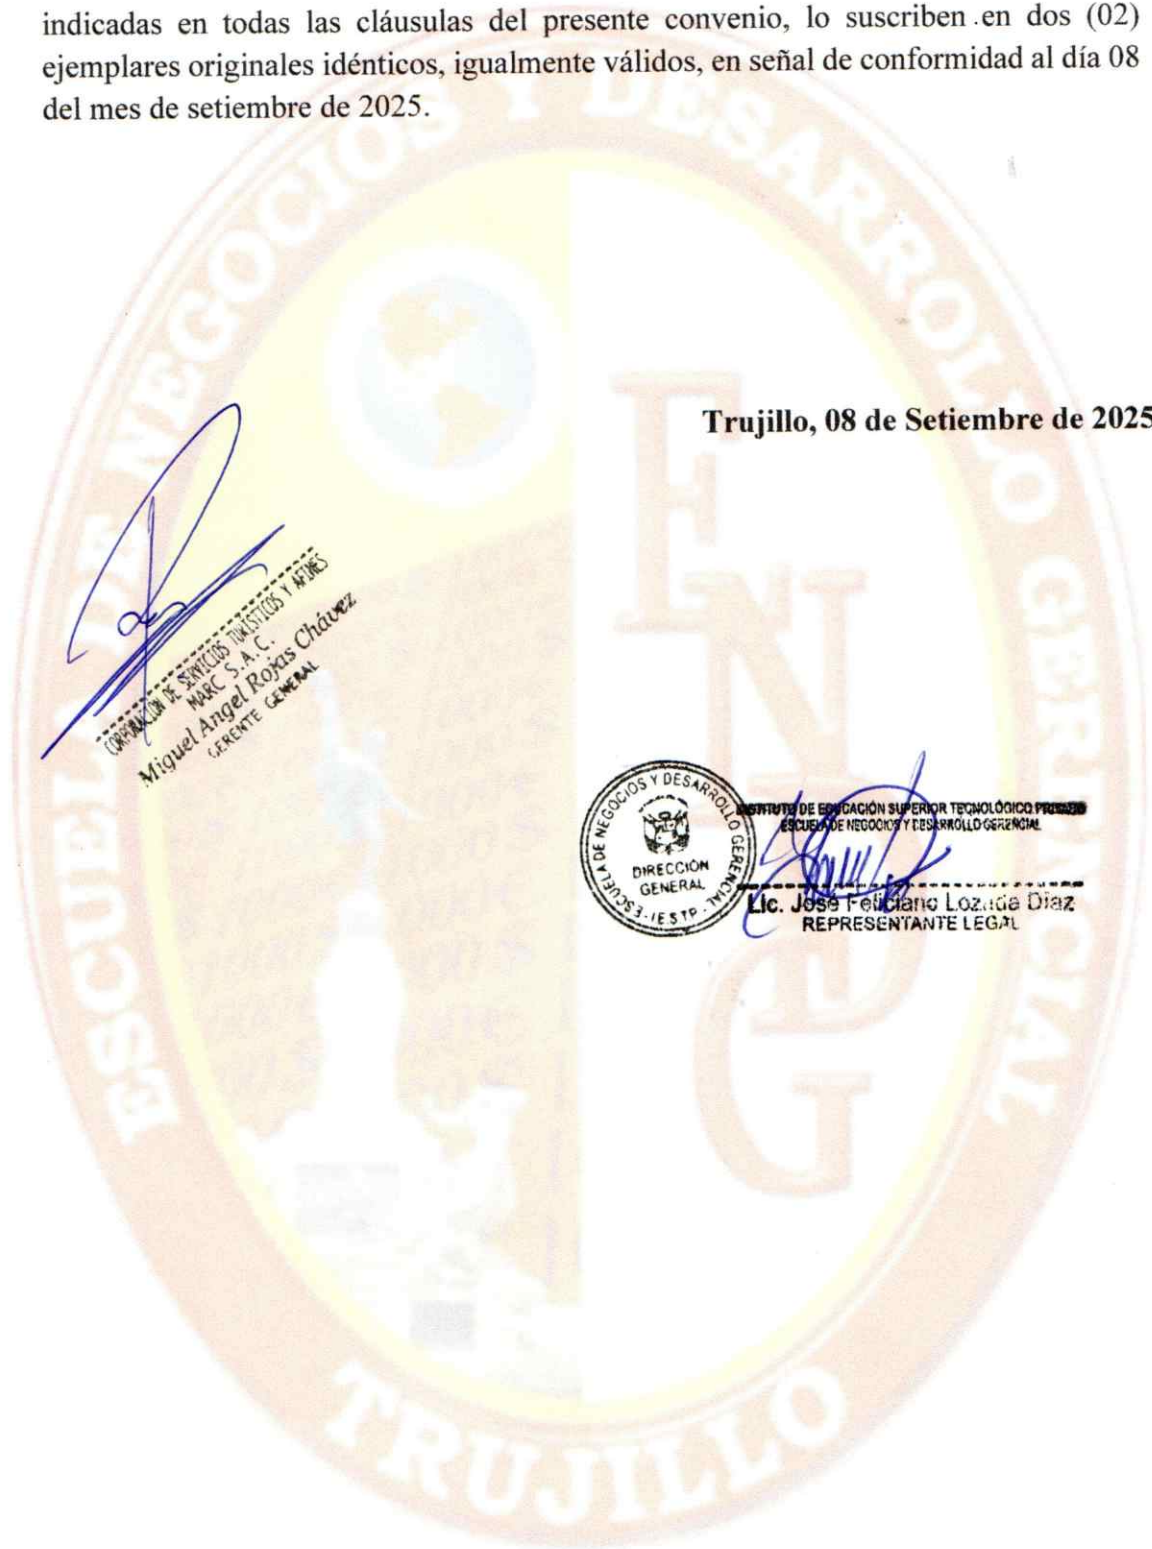 indicadas en todas las cláusulas del presente convenio, lo suscriben en dos (02)
ejemplares originales idénticos, igualmente válidos, en señal de conformidad al día 08
del mes de setiembre de 2025.
Trujillo, 08 de Setiembre de 2025
CORPORACIÓN DE SERVICIOS TURÍSTICOS Y AFINES
MARC S.A.C.
Miguel Angel Rojas Chávez
GERENTE GENERAL
ESCUELA DE NEGOCIOS Y DESARROLLO GERENCIAL
DIRECCIÓN
GENERAL
INSTITUTO DE EDUCACIÓN SUPERIOR TECNOLÓGICO PRIVADO
ESCUELA DE NEGOCIOS Y DESARROLLO GERENCIAL
Lic. José Feliciano Lozada Díaz
REPRESENTANTE LEGAL
ESCUELA DE NEGOCIOS Y DESARROLLO GERENCIAL
ENDG
TRUJILLO